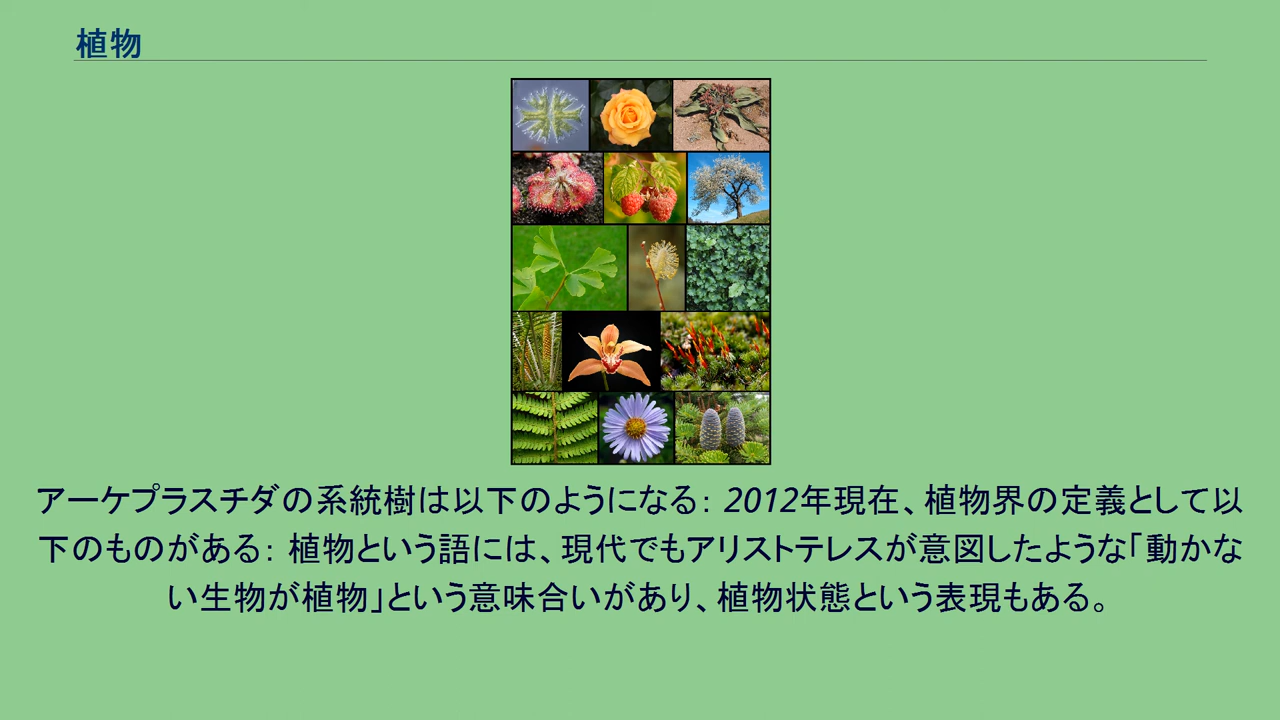 植物
アーケプラスチダの系統樹は以下のようになる: 2012年現在、植物界の定義として以
下のものがある: 植物という語には、現代でもアリストテレスが意図したような「動かな
い生物が植物」という意味合いがあり、植物状態という表現もある。